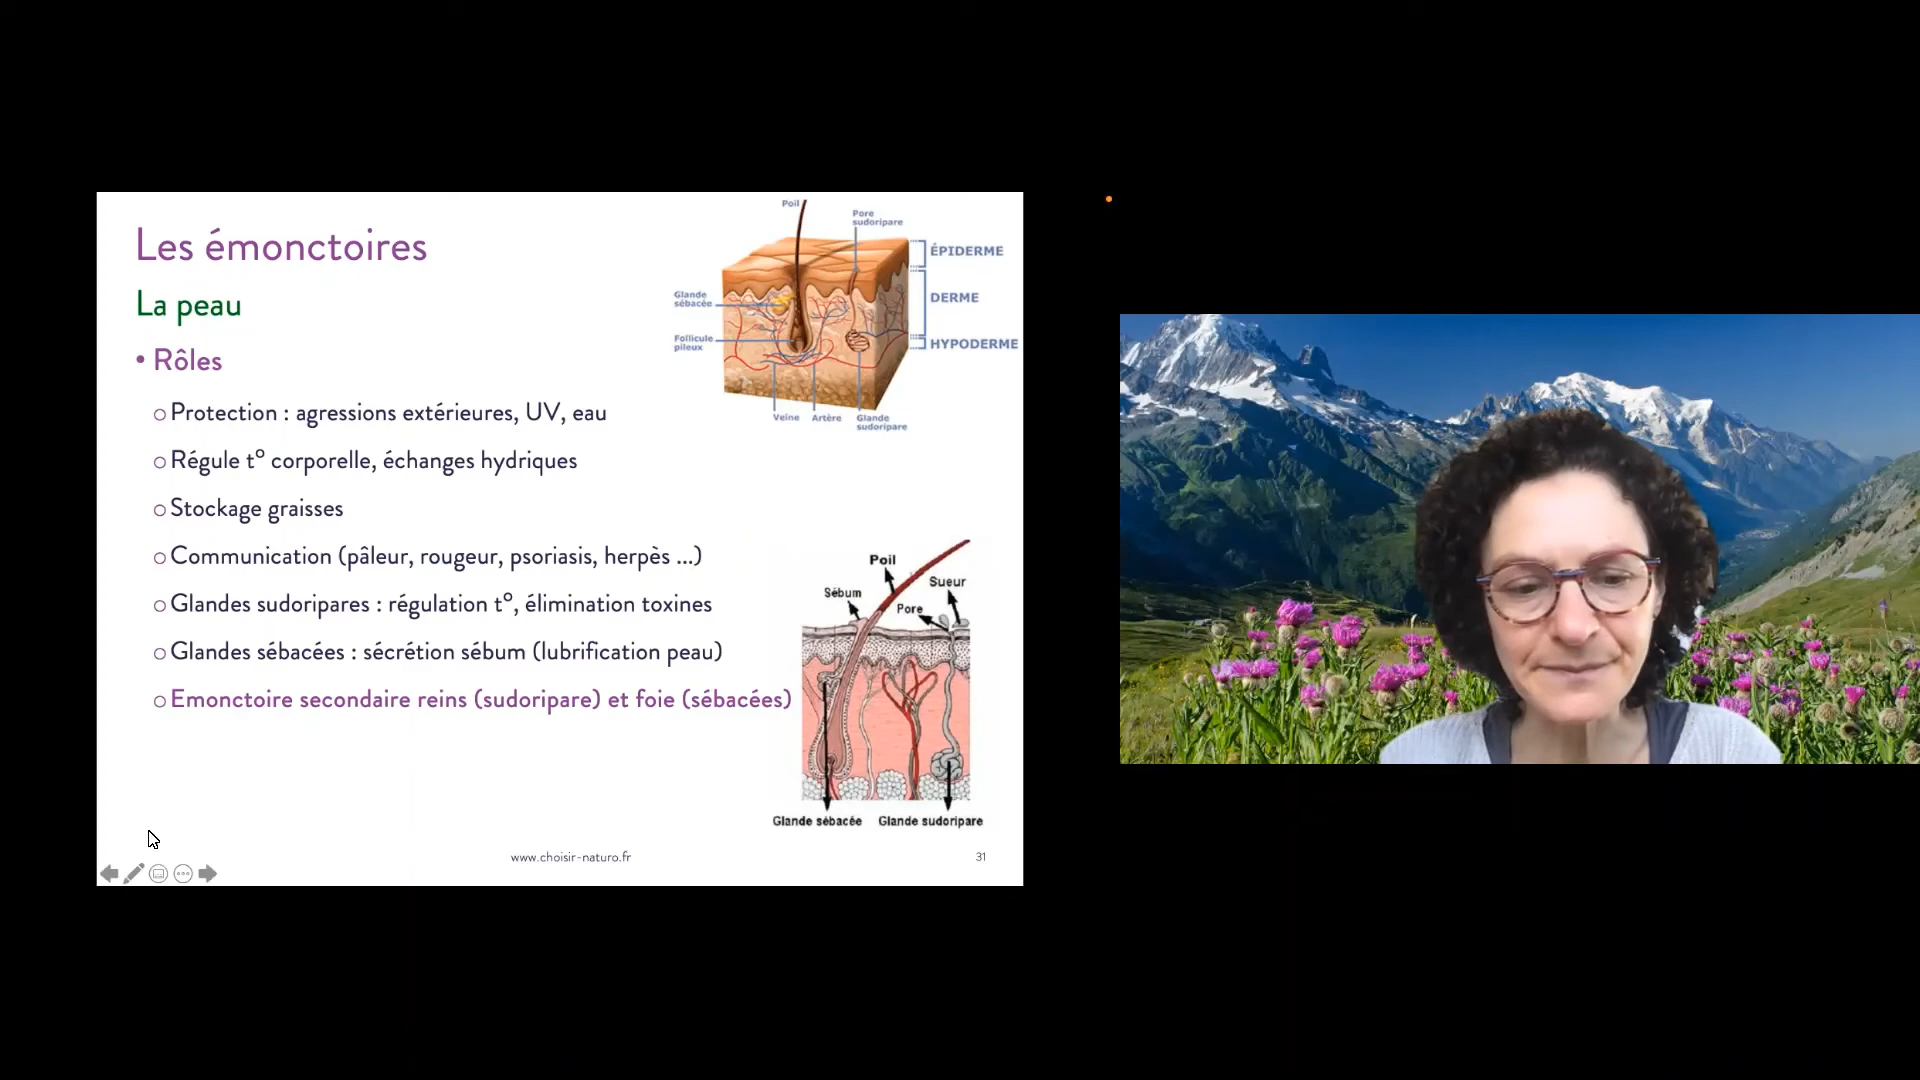 Les émonctoires
La peau
• Rôles
Protection : agressions extérieures, UV, eau
Régule t° corporelle, échanges hydriques
Stockage graisses
Communication (pâleur, rougeur, psoriasis, herpès ...)
Glandes sudoripares : régulation t°, élimination toxines
Glandes sébacées : sécrétion sébum (lubrification peau)
Emonctoire secondaire reins (sudoripare) et foie (sébacées)
Poil
Pore
sudoripare
ÉPIDERME
Glande
sébacée
DERME
Follicule
pileux
HYPODERME
Veine
Artère
Glande
sudoripare
Poil
Sueur
Sébum
Pore
Glande sébacée
Glande sudoripare
www.choisir-naturo.fr
31